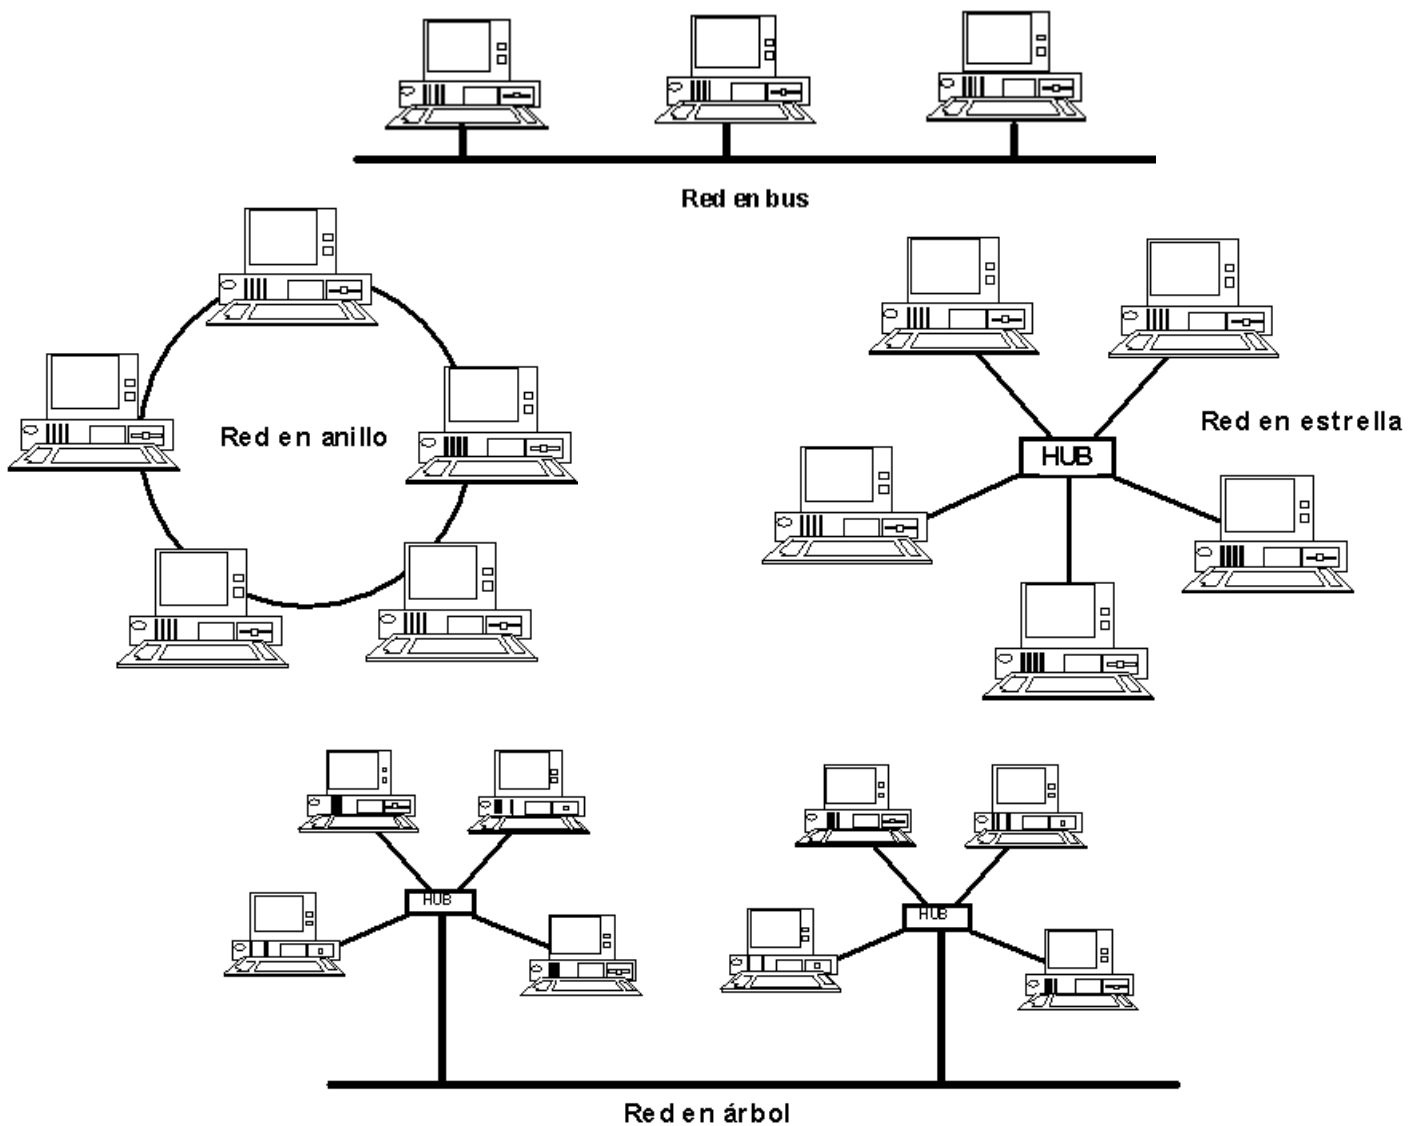 Red en bus
Red en anillo
Red en estrella
HUB
HUB
HUB
Red en árbol